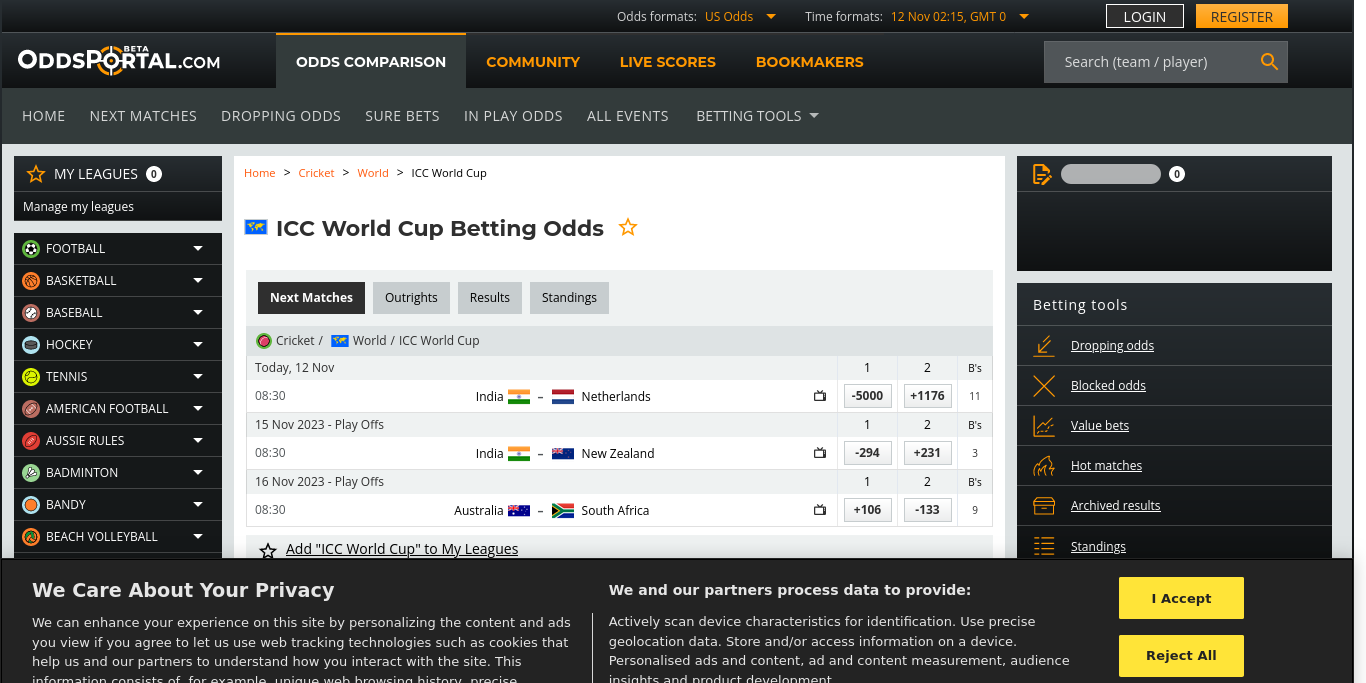 Odds formats: US Odds Time formats: 12 Nov 02:15, GMT 0 LOGIN REGISTER
ODDSPORTAL.COM BETA ODDS COMPARISON COMMUNITY LIVE SCORES BOOKMAKERS Search (team / player)
HOME NEXT MATCHES DROPPING ODDS SURE BETS IN PLAY ODDS ALL EVENTS BETTING TOOLS
MY LEAGUES 0
Manage my leagues
FOOTBALL
BASKETBALL
BASEBALL
HOCKEY
TENNIS
AMERICAN FOOTBALL
AUSSIE RULES
BADMINTON
BANDY
BEACH VOLLEYBALL
Home > Cricket > World > ICC World Cup
ICC World Cup Betting Odds
Next Matches Outrights Results Standings
Cricket / World / ICC World Cup
Today, 12 Nov 1 2 B's
08:30 India – Netherlands -5000 +1176 11
15 Nov 2023 - Play Offs 1 2 B's
08:30 India – New Zealand -294 +231 3
16 Nov 2023 - Play Offs 1 2 B's
08:30 Australia – South Africa +106 -133 9
Add "ICC World Cup" to My Leagues
0
Betting tools
Dropping odds
Blocked odds
Value bets
Hot matches
Archived results
Standings
We Care About Your Privacy
We can enhance your experience on this site by personalizing the content and ads
you view if you agree to let us use web tracking technologies such as cookies that
help us and our partners to understand how you interact with the site. This
information consists of, for example, unique web browsing history, precise
We and our partners process data to provide:
Actively scan device characteristics for identification. Use precise
geolocation data. Store and/or access information on a device.
Personalised ads and content, ad and content measurement, audience
insights and product development.
I Accept
Reject All